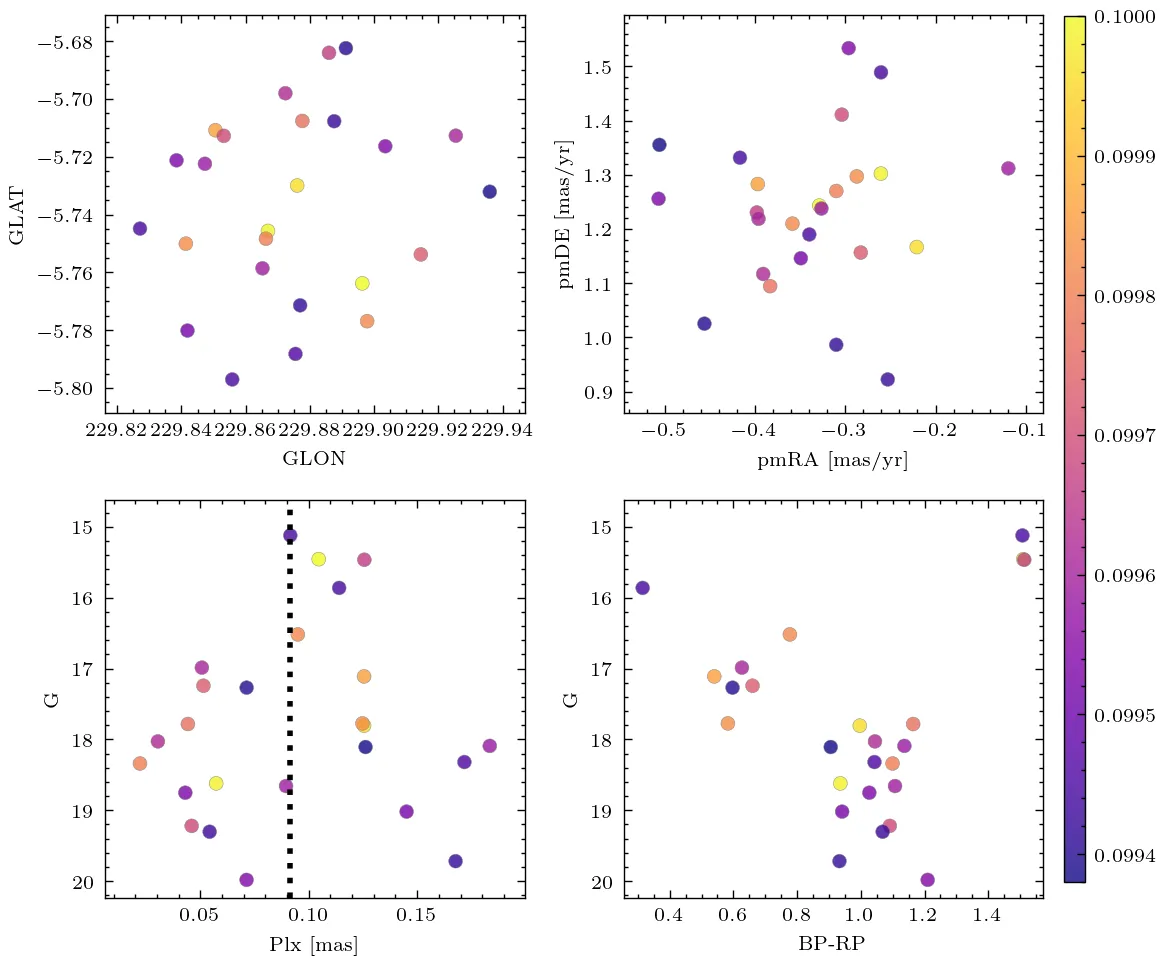 −5.68
−5.70
−5.72
−5.74
−5.76
−5.78
−5.80
GLAT
229.82 229.84 229.86 229.88 229.90 229.92 229.94
GLON
1.5
1.4
1.3
1.2
1.1
1.0
0.9
pmDE [mas/yr]
−0.5 −0.4 −0.3 −0.2 −0.1
pmRA [mas/yr]
15
16
17
18
19
20
G
0.05 0.10 0.15
Plx [mas]
15
16
17
18
19
20
G
0.4 0.6 0.8 1.0 1.2 1.4
BP-RP
0.1000
0.0999
0.0998
0.0997
0.0996
0.0995
0.0994